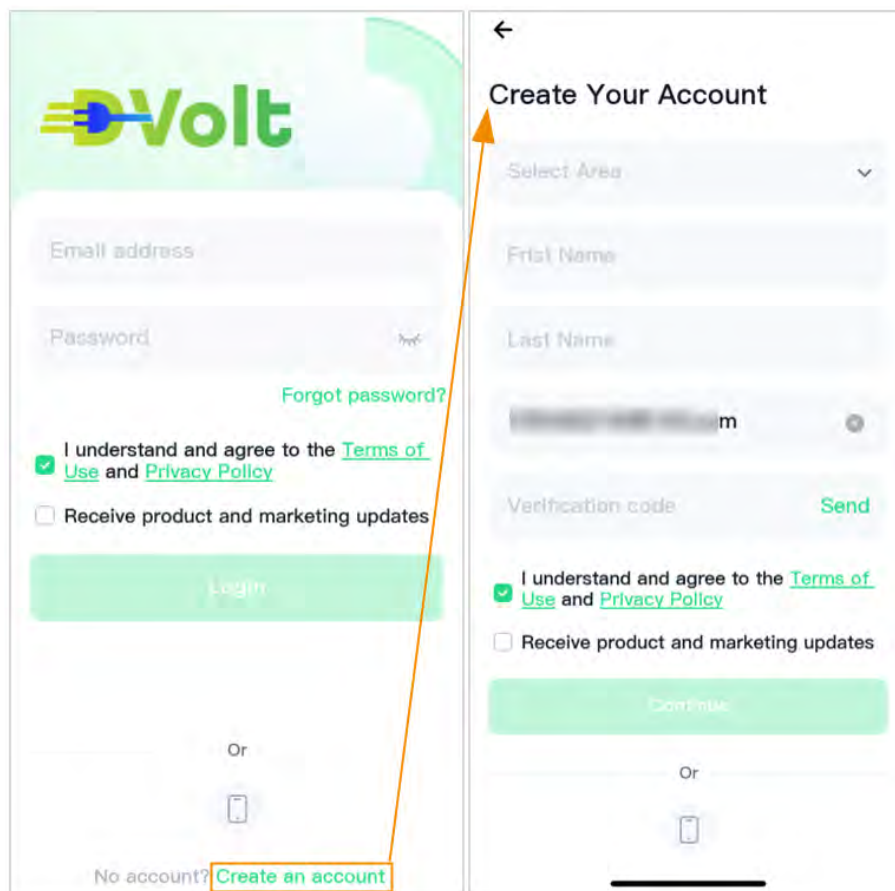 DVolt
Email address
Password
Forgot password?
I understand and agree to the Terms of
Use and Privacy Policy
Receive product and marketing updates
Login
Or
No account? Create an account
Create Your Account
Select Area
Frist Name
Last Name
m
Verification code
Send
I understand and agree to the Terms of
Use and Privacy Policy
Receive product and marketing updates
Continue
Or